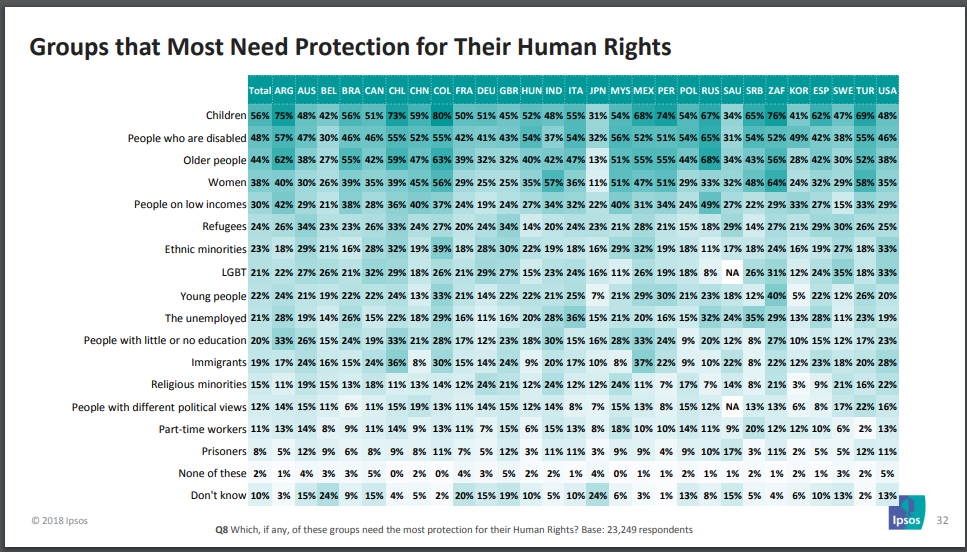 Groups that Most Need Protection for Their Human Rights
Total ARG AUS BEL BRA CAN CHL CHN COL FRA DEU GBR HUN IND ITA JPN MYS MEX PER POL RUS SAU SRB ZAF KOR ESP SWE TUR USA
Children 56% 75% 48% 42% 56% 51% 73% 59% 80% 50% 51% 45% 52% 48% 55% 31% 54% 68% 74% 54% 67% 34% 65% 76% 41% 62% 47% 69% 48%
People who are disabled 48% 57% 47% 30% 46% 46% 55% 52% 55% 42% 41% 43% 54% 37% 54% 32% 56% 52% 51% 54% 65% 31% 54% 52% 49% 42% 38% 55% 46%
Older people 44% 62% 38% 27% 55% 42% 59% 47% 63% 39% 32% 32% 40% 42% 47% 13% 51% 55% 55% 44% 68% 34% 43% 56% 28% 42% 30% 52% 38%
Women 38% 40% 30% 26% 39% 35% 39% 45% 56% 29% 25% 25% 35% 57% 36% 11% 51% 47% 51% 29% 33% 32% 48% 64% 24% 32% 29% 58% 35%
People on low incomes 30% 42% 29% 21% 38% 28% 36% 40% 37% 24% 19% 24% 27% 34% 32% 22% 40% 31% 34% 24% 49% 27% 22% 29% 33% 27% 15% 33% 29%
Refugees 24% 26% 34% 23% 23% 26% 33% 24% 27% 20% 24% 34% 14% 20% 24% 23% 21% 28% 21% 15% 18% 29% 14% 27% 21% 29% 30% 26% 25%
Ethnic minorities 23% 18% 29% 21% 16% 28% 32% 19% 39% 18% 28% 30% 22% 19% 18% 16% 29% 32% 19% 18% 11% 17% 18% 24% 16% 19% 27% 18% 33%
LGBT 21% 22% 27% 26% 21% 32% 29% 18% 26% 21% 29% 27% 15% 23% 24% 16% 11% 26% 19% 18% 8% NA 26% 31% 12% 24% 35% 18% 33%
Young people 22% 24% 21% 19% 22% 22% 24% 13% 33% 21% 14% 22% 22% 21% 25% 7% 21% 29% 30% 21% 23% 18% 12% 40% 5% 22% 12% 26% 20%
The unemployed 21% 28% 19% 14% 26% 15% 22% 18% 29% 16% 11% 16% 20% 28% 36% 15% 21% 20% 16% 15% 32% 24% 35% 29% 13% 28% 11% 23% 19%
People with little or no education 20% 33% 26% 15% 24% 19% 33% 21% 28% 17% 12% 23% 18% 30% 15% 16% 28% 33% 24% 9% 20% 12% 8% 27% 10% 15% 12% 17% 23%
Immigrants 19% 17% 24% 16% 15% 24% 36% 8% 30% 15% 14% 24% 9% 20% 17% 10% 8% 37% 22% 9% 10% 22% 8% 22% 12% 23% 18% 20% 28%
Religious minorities 15% 11% 19% 15% 13% 18% 11% 13% 14% 12% 24% 21% 12% 24% 12% 12% 24% 11% 7% 17% 7% 14% 8% 21% 3% 9% 21% 16% 22%
People with different political views 12% 14% 15% 11% 6% 11% 15% 19% 13% 11% 14% 15% 12% 14% 8% 7% 15% 13% 8% 15% 12% NA 13% 13% 6% 8% 17% 22% 16%
Part-time workers 11% 13% 14% 8% 9% 11% 14% 9% 13% 11% 7% 15% 6% 15% 13% 8% 18% 10% 10% 14% 11% 9% 20% 12% 12% 10% 6% 2% 13%
Prisoners 8% 5% 12% 9% 6% 8% 9% 8% 11% 7% 5% 12% 3% 11% 11% 3% 9% 9% 4% 9% 10% 17% 3% 11% 2% 5% 5% 12% 11%
None of these 2% 1% 4% 3% 3% 5% 0% 2% 0% 4% 3% 5% 2% 2% 1% 4% 0% 1% 1% 2% 1% 1% 2% 1% 2% 1% 3% 2% 5%
Don't know 10% 3% 15% 24% 9% 15% 4% 5% 2% 20% 15% 19% 10% 5% 10% 24% 6% 3% 1% 13% 8% 15% 5% 4% 6% 10% 13% 2% 13%
© 2018 Ipsos
Q8 Which, if any, of these groups need the most protection for their Human Rights? Base: 23,249 respondents
Ipsos
32